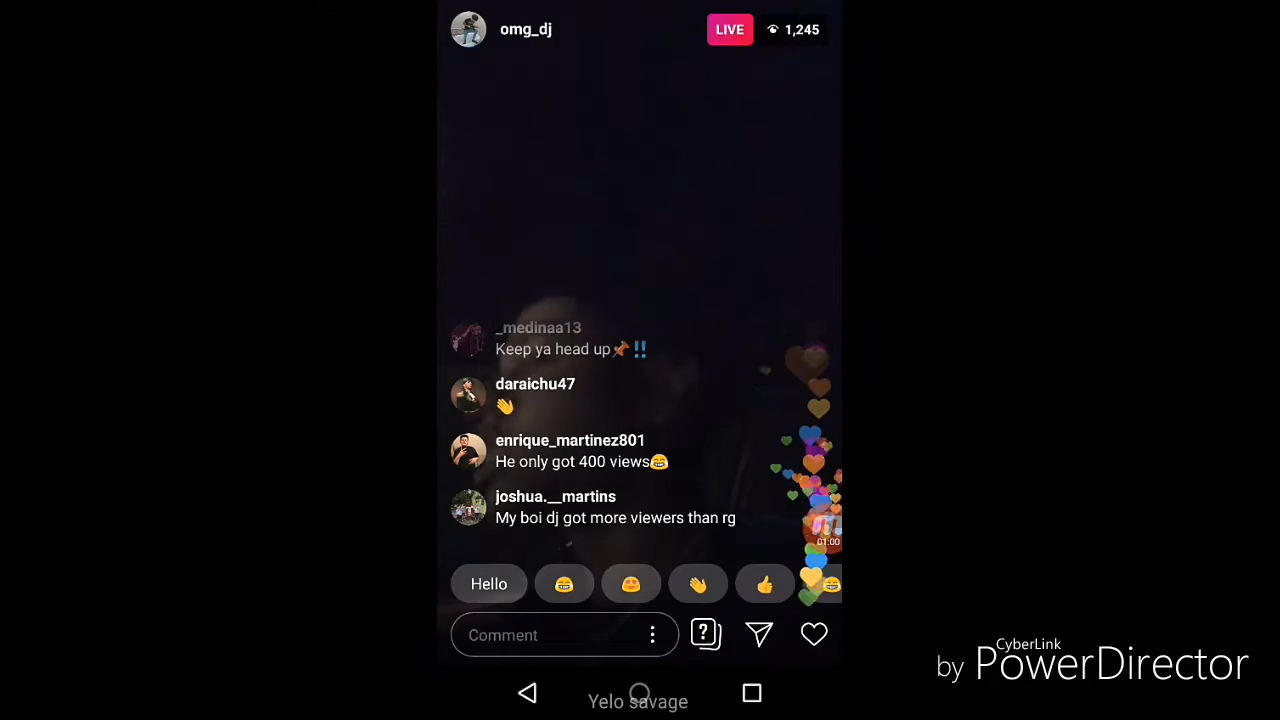 omg_dj
LIVE
1,245
_medinaa13
Keep ya head up📌‼️
daraichu47
👋
enrique_martinez801
He only got 400 views😂
joshua.__martins
My boi dj got more viewers than rg
01:00
Hello 😂 😍 👋 👍 😂
Comment
?
Yelo savage
CyberLink
by PowerDirector